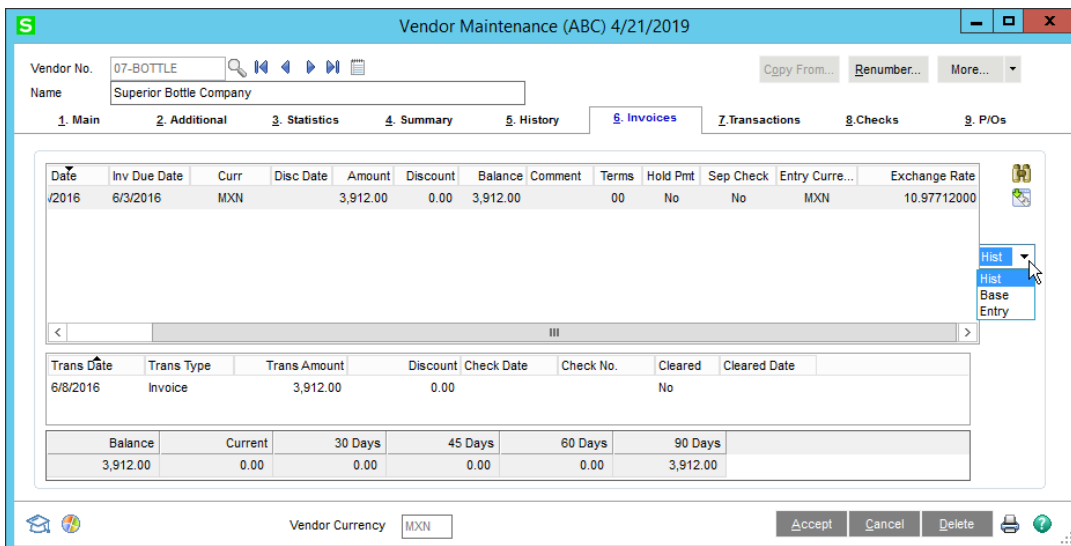 S
Vendor Maintenance (ABC) 4/21/2019
Vendor No. 07-BOTTLE Copy From... Renumber... More...
Name Superior Bottle Company
1. Main 2. Additional 3. Statistics 4. Summary 5. History 6. Invoices 7.Transactions 8.Checks 9. P/Os
Date Inv Due Date Curr Disc Date Amount Discount Balance Comment Terms Hold Pmt Sep Check Entry Curre... Exchange Rate
/2016 6/3/2016 MXN 3,912.00 0.00 3,912.00 00 No No MXN 10.97712000
Hist
Hist
Base
Entry
Trans Date Trans Type Trans Amount Discount Check Date Check No. Cleared Cleared Date
6/8/2016 Invoice 3,912.00 0.00 No
Balance Current 30 Days 45 Days 60 Days 90 Days
3,912.00 0.00 0.00 0.00 0.00 3,912.00
Vendor Currency MXN Accept Cancel Delete